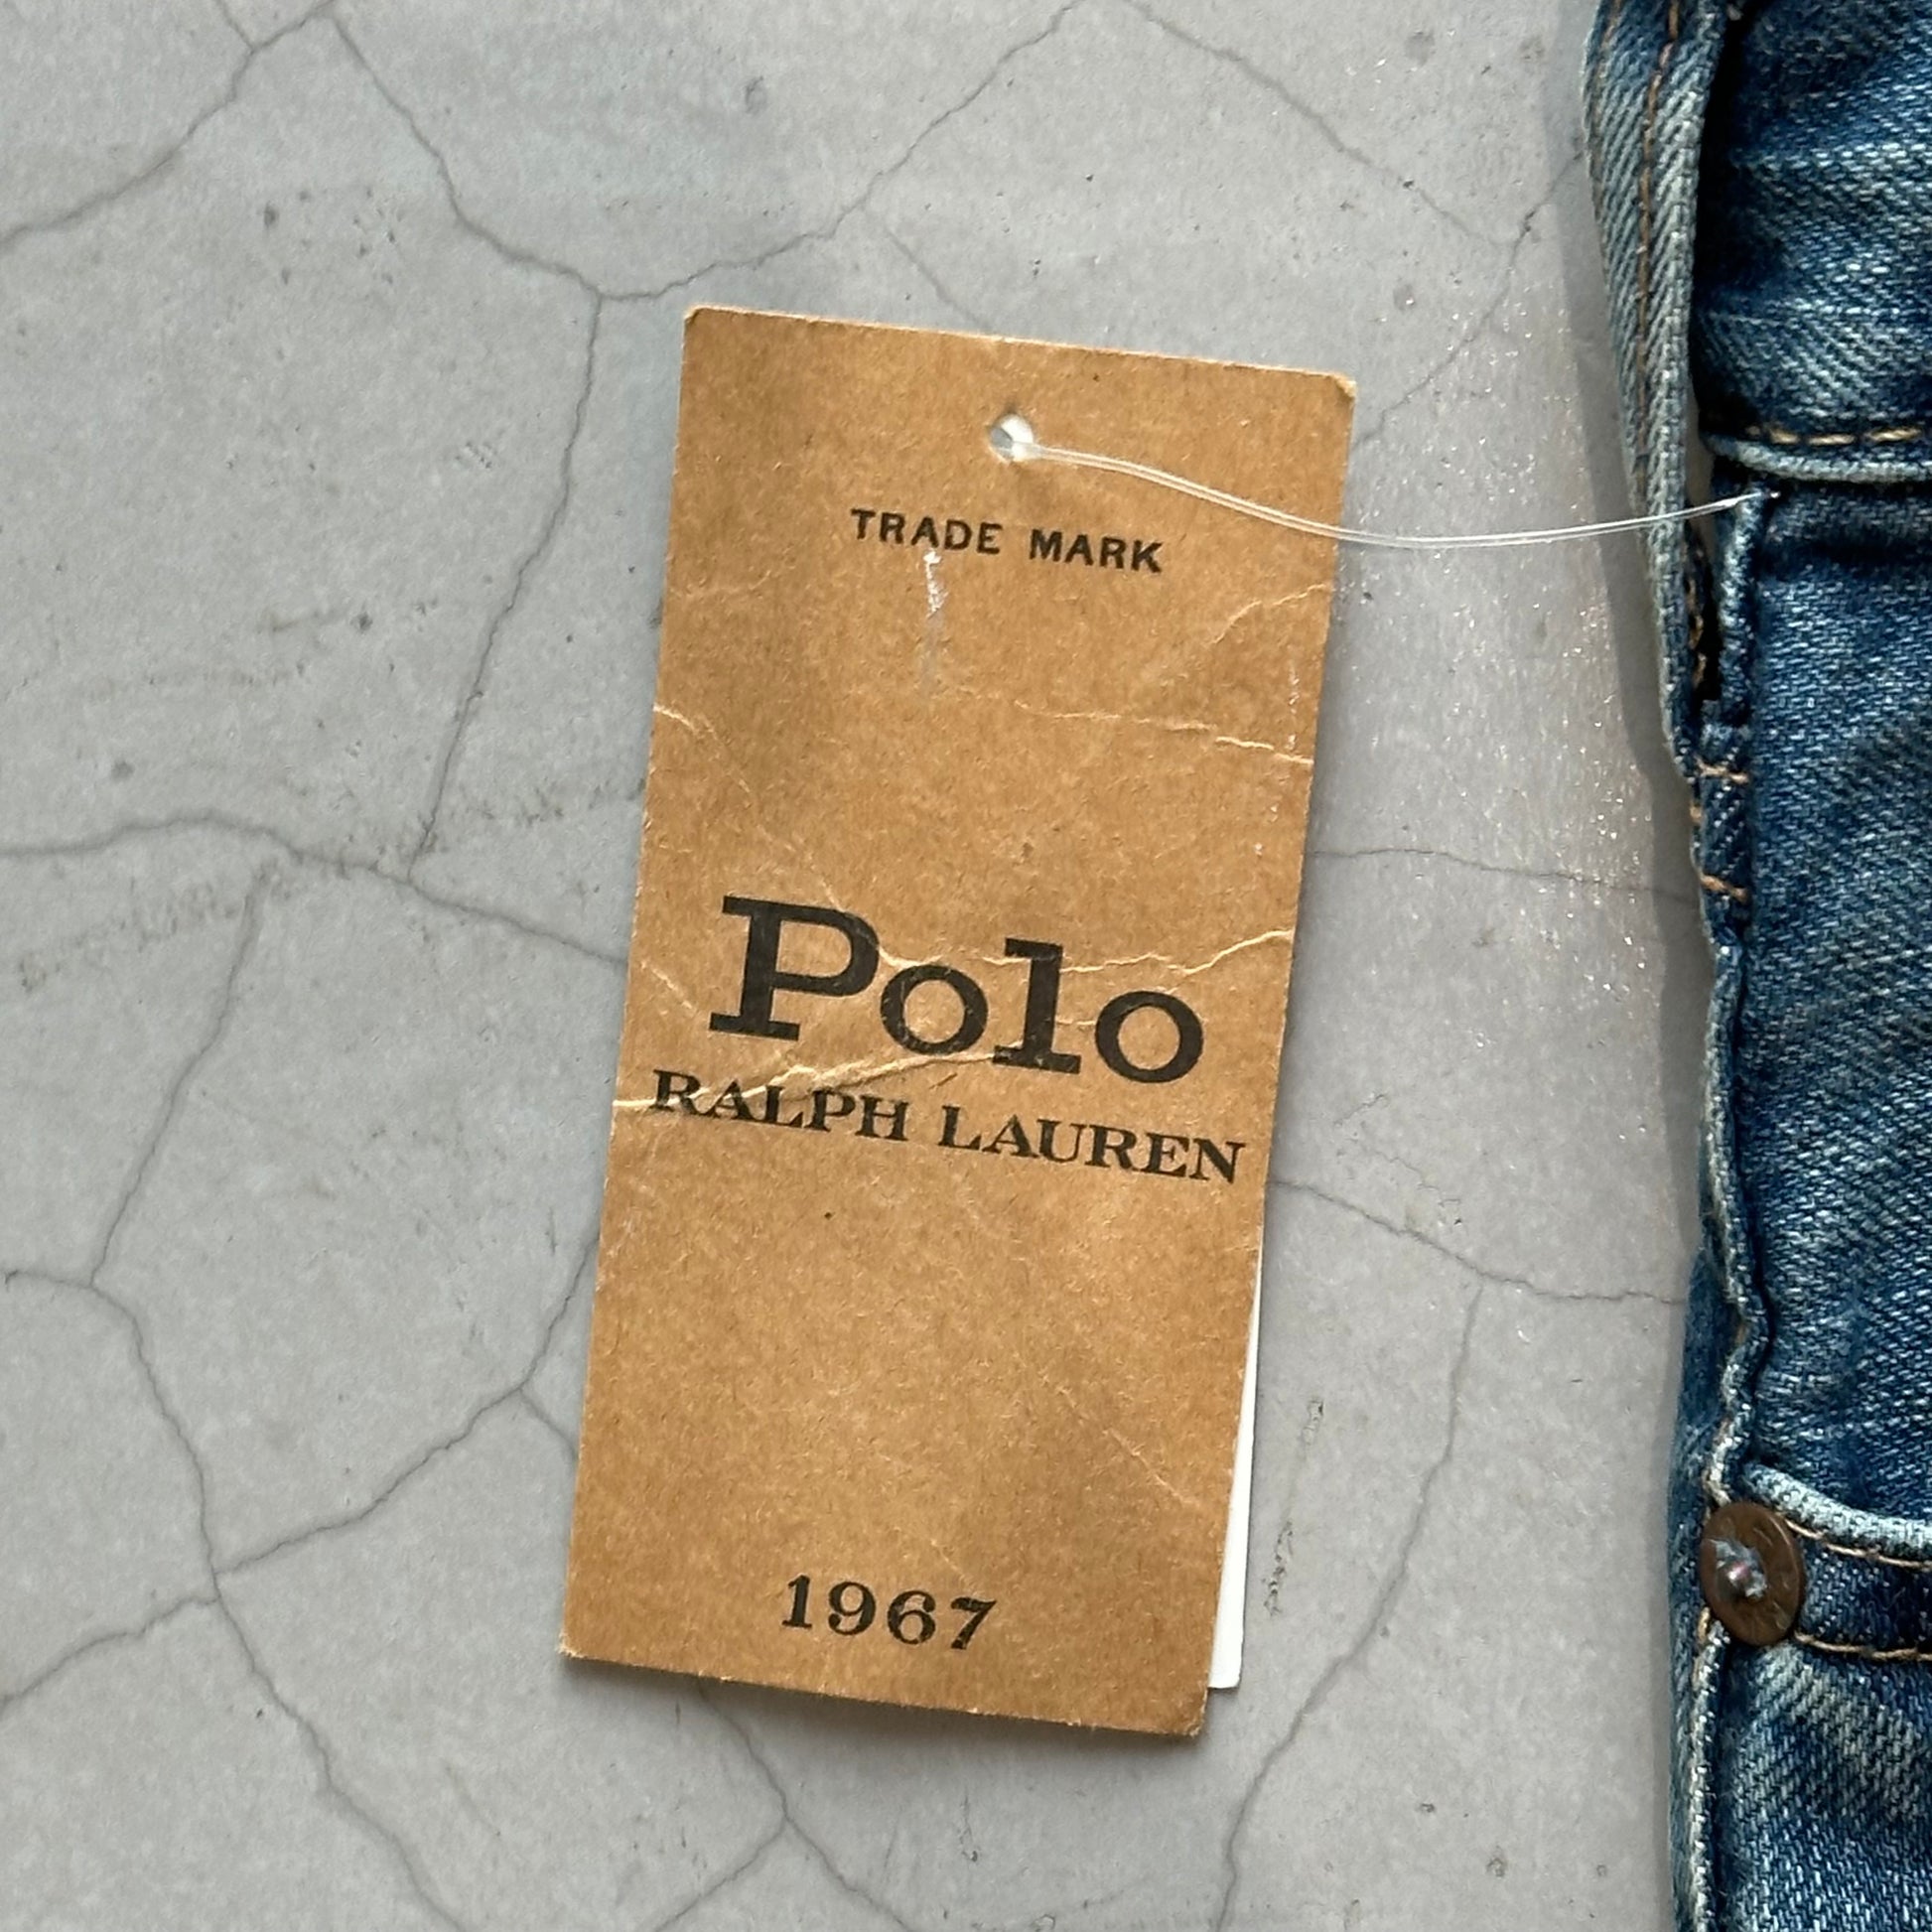 TRADE MARK
Polo
RALPH LAUREN
1967